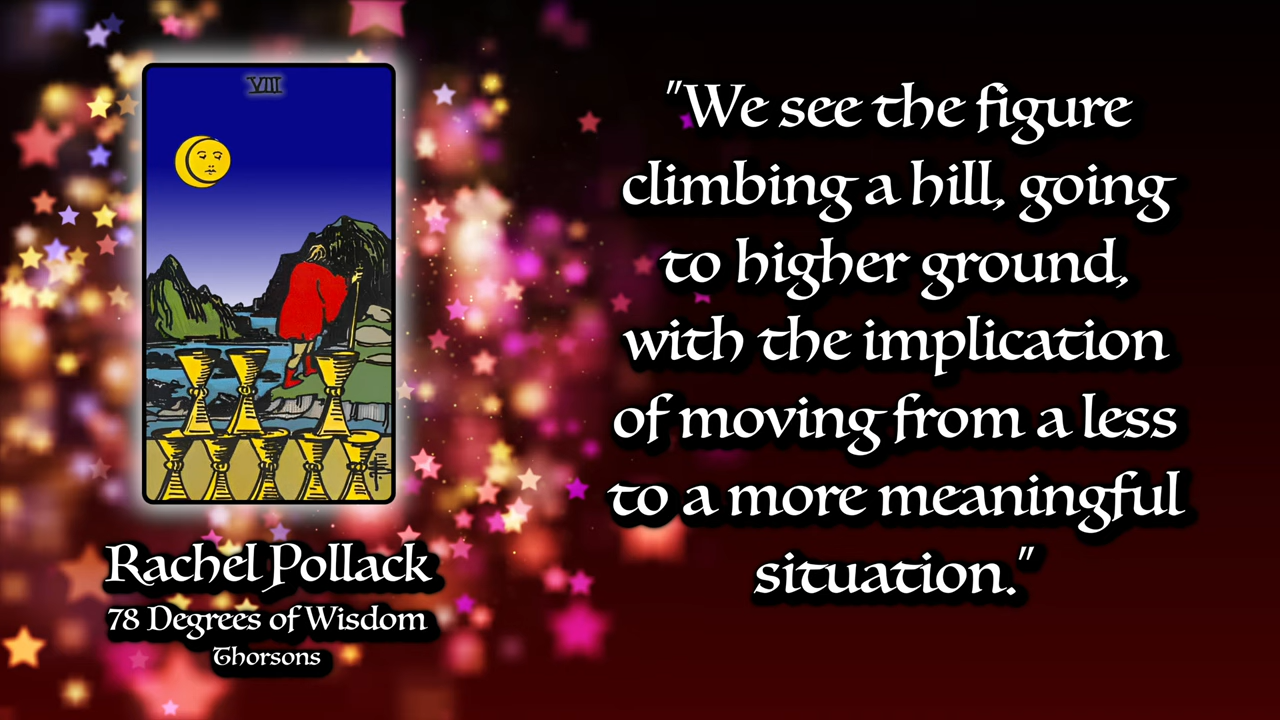 VIII
"We see the figure
climbing a hill, going
to higher ground,
with the implication
of moving from a less
to a more meaningful
situation."
Rachel Pollack
78 Degrees of Wisdom
Thorsons